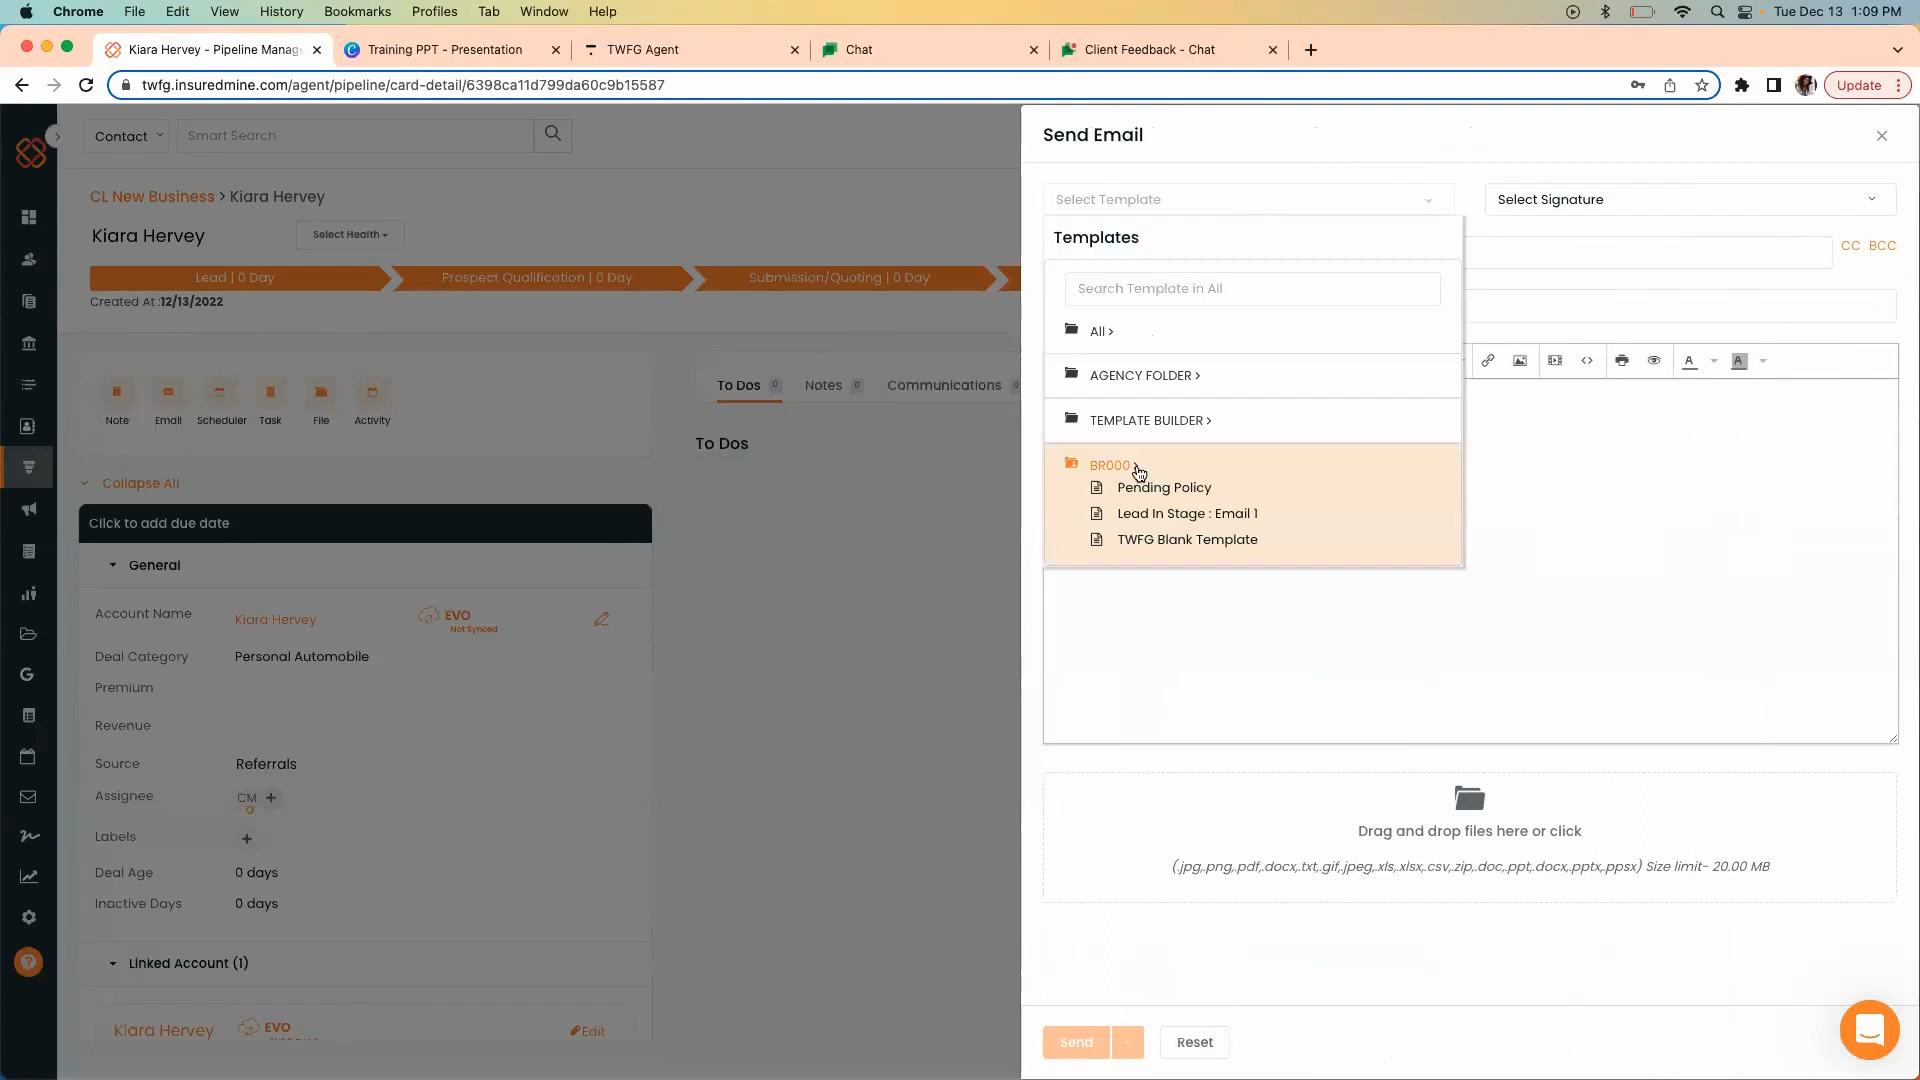 Chrome File Edit View History Bookmarks Profiles Tab Window Help Tue Dec 13 1:09 PM
Kiara Hervey - Pipeline Manag
Training PPT - Presentation
TWFG Agent
Chat
Client Feedback - Chat
twfg.insuredmine.com/agent/pipeline/card-detail/6398ca11d799da60c9b15587
Update
Contact
Smart Search
CL New Business > Kiara Hervey
Kiara Hervey
Select Health
Lead | 0 Day
Prospect Qualification | 0 Day
Submission/Quoting | 0 Day
Created At :12/13/2022
Note
Email
Scheduler
Task
File
Activity
To Dos 0
Notes 0
Communications 0
To Dos
Collapse All
Click to add due date
General
Account Name
Kiara Hervey
EVO
Not Synced
Deal Category
Personal Automobile
Premium
Revenue
Source
Referrals
Assignee
CM
Labels
Deal Age
0 days
Inactive Days
0 days
Linked Account (1)
Kiara Hervey
EVO
Edit
Send Email
Select Template
Select Signature
CC BCC
Templates
Search Template in All
All >
AGENCY FOLDER >
TEMPLATE BUILDER >
BR000
Pending Policy
Lead In Stage : Email 1
TWFG Blank Template
Drag and drop files here or click
(.jpg,.png,.pdf,.docx,.txt,.gif,.jpeg,.xls,.xlsx,.csv,.zip,.doc,.ppt,.docx,.pptx,.ppsx) Size limit- 20.00 MB
Send
Reset